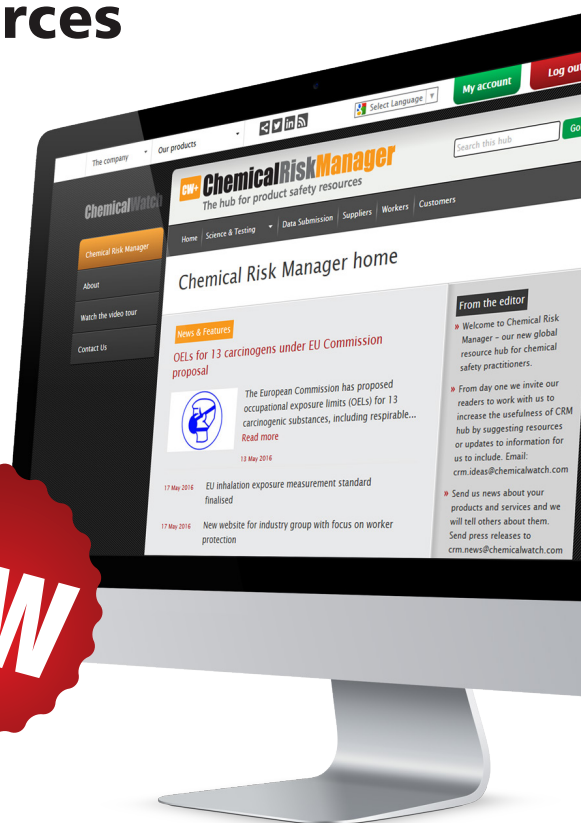 rces
The company
Our products
Select Language
My account
Log out
ChemicalWatch
CW+ ChemicalRiskManager
The hub for product safety resources
Search this hub
Go
Home
Science & Testing
Data Submission
Suppliers
Workers
Customers
Chemical Risk Manager
About
Watch the video tour
Contact Us
Chemical Risk Manager home
News & Features
OELs for 13 carcinogens under EU Commission
proposal
The European Commission has proposed
occupational exposure limits (OELs) for 13
carcinogenic substances, including respirable...
Read more
13 May 2016
17 May 2016 EU inhalation exposure measurement standard
finalised
17 May 2016 New website for industry group with focus on worker
protection
From the editor
» Welcome to Chemical Risk
Manager – our new global
resource hub for chemical
safety practitioners.
» From day one we invite our
readers to work with us to
increase the usefulness of CRM
hub by suggesting resources
or updates to information for
us to include. Email:
crm.ideas@chemicalwatch.com
» Send us news about your
products and services and we
will tell others about them.
Send press releases to
crm.news@chemicalwatch.com
W